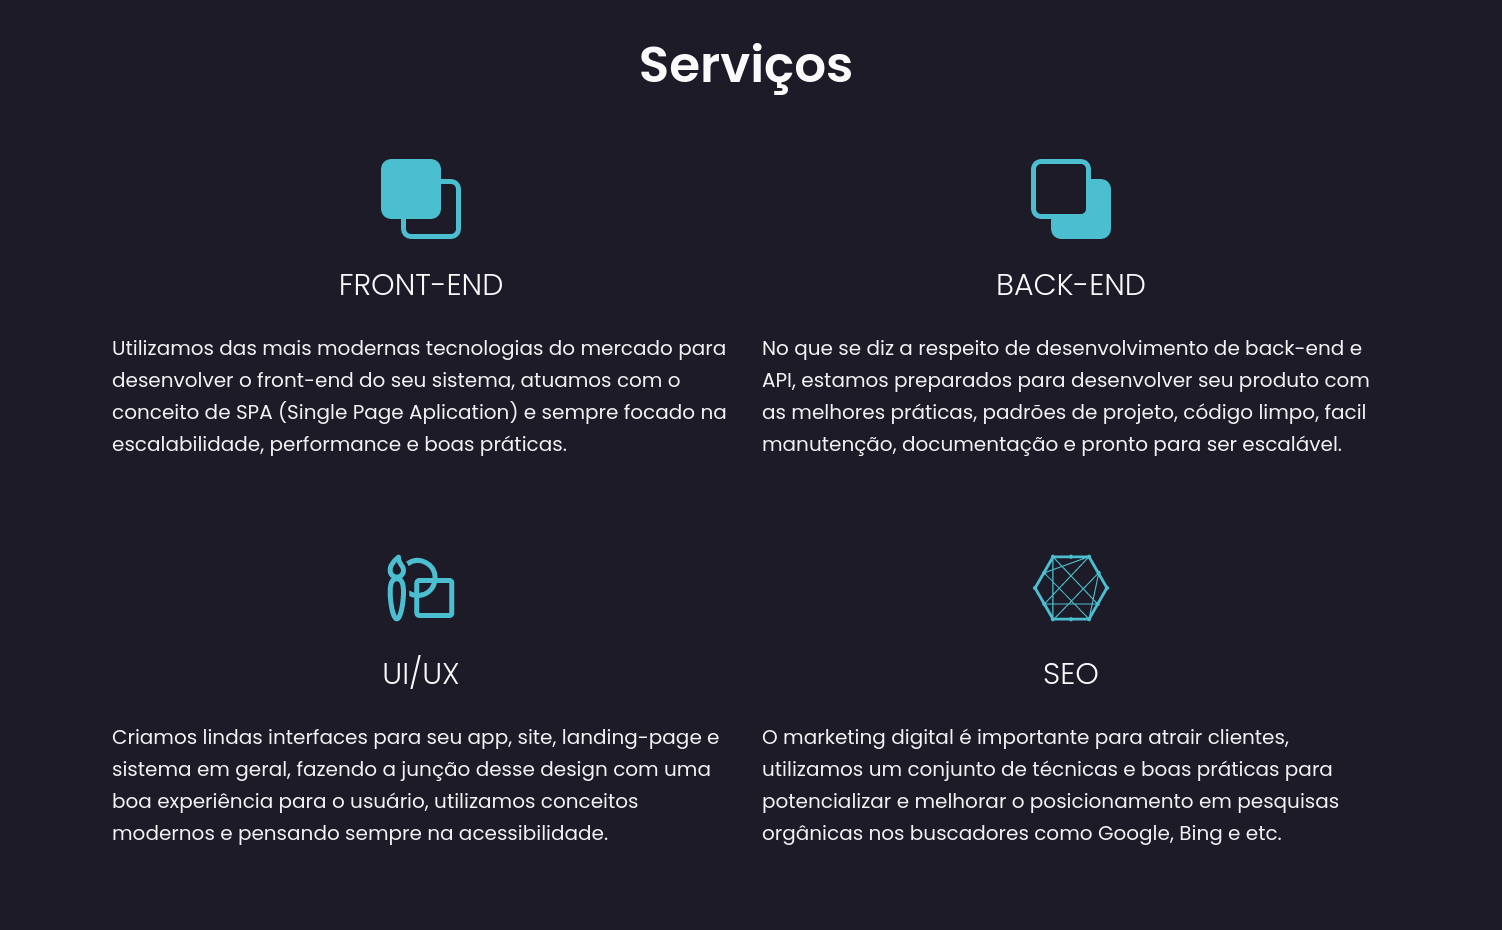 Serviços
FRONT-END
Utilizamos das mais modernas tecnologias do mercado para
desenvolver o front-end do seu sistema, atuamos com o
conceito de SPA (Single Page Aplication) e sempre focado na
escalabilidade, performance e boas práticas.
BACK-END
No que se diz a respeito de desenvolvimento de back-end e
API, estamos preparados para desenvolver seu produto com
as melhores práticas, padrões de projeto, código limpo, facil
manutenção, documentação e pronto para ser escalável.
UI/UX
Criamos lindas interfaces para seu app, site, landing-page e
sistema em geral, fazendo a junção desse design com uma
boa experiência para o usuário, utilizamos conceitos
modernos e pensando sempre na acessibilidade.
SEO
O marketing digital é importante para atrair clientes,
utilizamos um conjunto de técnicas e boas práticas para
potencializar e melhorar o posicionamento em pesquisas
orgânicas nos buscadores como Google, Bing e etc.